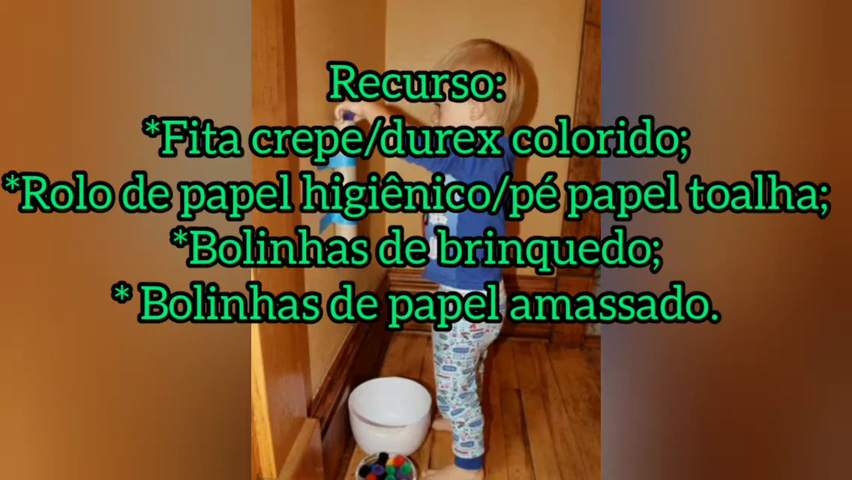 Recurso:
*Fita crepe/durex colorido;
*Rolo de papel higiênico/pé papel toalha;
*Bolinhas de brinquedo;
* Bolinhas de papel amassado.